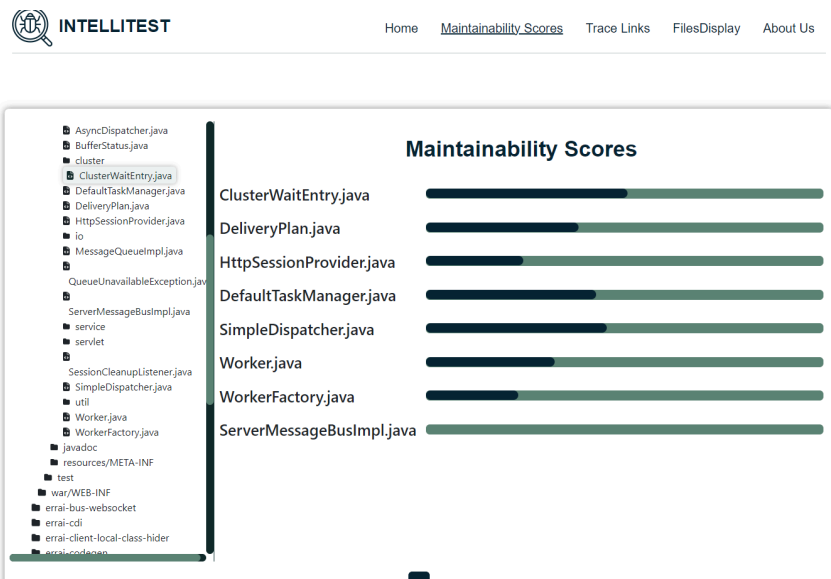 INTELLITEST
Home Maintainability Scores Trace Links FilesDisplay About Us
AsyncDispatcher.java
BufferStatus.java
cluster
ClusterWaitEntry.java
DefaultTaskManager.java
DeliveryPlan.java
HttpSessionProvider.java
io
MessageQueueImpl.java
QueueUnavailableException.jav
ServerMessageBusImpl.java
service
servlet
SessionCleanupListener.java
SimpleDispatcher.java
util
Worker.java
WorkerFactory.java
javadoc
resources/META-INF
test
war/WEB-INF
errai-bus-websocket
errai-cdi
errai-client-local-class-hider
errai-codegen
Maintainability Scores
ClusterWaitEntry.java
DeliveryPlan.java
HttpSessionProvider.java
DefaultTaskManager.java
SimpleDispatcher.java
Worker.java
WorkerFactory.java
ServerMessageBusImpl.java